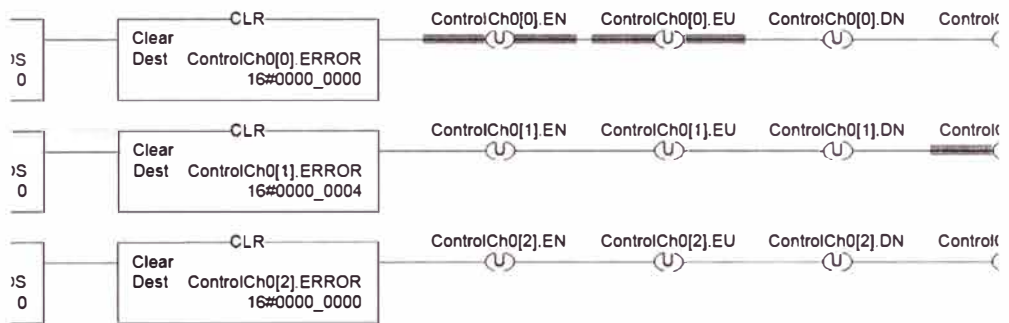 CLR ControlCh0[0].EN ControlCh0[0].EU ControlCh0[0].DN
Clear
Dest ControlCh0[0].ERROR
0 16#0000_0000
U U U
CLR ControlCh0[1].EN ControlCh0[1].EU ControlCh0[1].DN
Clear
Dest ControlCh0[1].ERROR
0 16#0000_0004
U U U
CLR ControlCh0[2].EN ControlCh0[2].EU ControlCh0[2].DN
Clear
Dest ControlCh0[2].ERROR
0 16#0000_0000
U U U